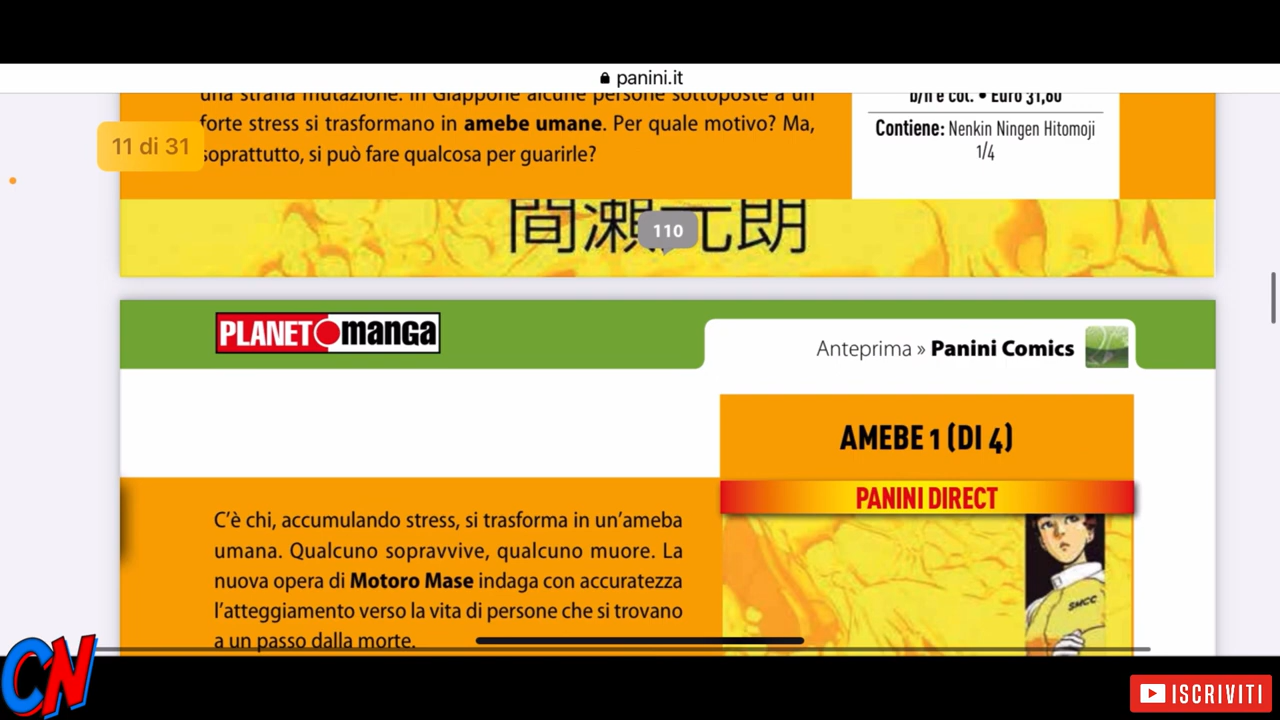 panini.it
una strana mutazione. In Giappone alcune persone sottoposte a un
forte stress si trasformano in amebe umane. Per quale motivo? Ma,
soprattutto, si può fare qualcosa per guarirle?
11 di 31
b/n e col. • Euro 31,60
Contiene: Nenkin Ningen Hitomoji
1/4
間瀬元朗
110
PLANET manga
Anteprima » Panini Comics
AMEBE 1 (DI 4)
PANINI DIRECT
C'è chi, accumulando stress, si trasforma in un'ameba
umana. Qualcuno sopravvive, qualcuno muore. La
nuova opera di Motoro Mase indaga con accuratezza
l'atteggiamento verso la vita di persone che si trovano
a un passo dalla morte.
SMCC
CN
ISCRIVITI